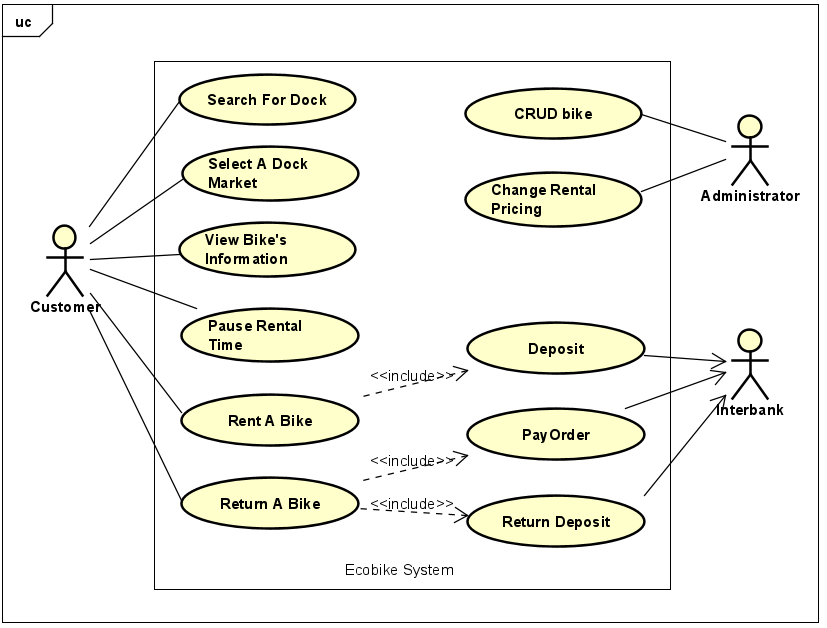 uc
Search For Dock
CRUD bike
Select A Dock
Market
Change Rental
Pricing
Administrator
View Bike's
Information
Customer
Pause Rental
Time
Deposit
<<include>>
Rent A Bike
Interbank
PayOrder
<<include>>
Return A Bike
<<include>>
Return Deposit
Ecobike System